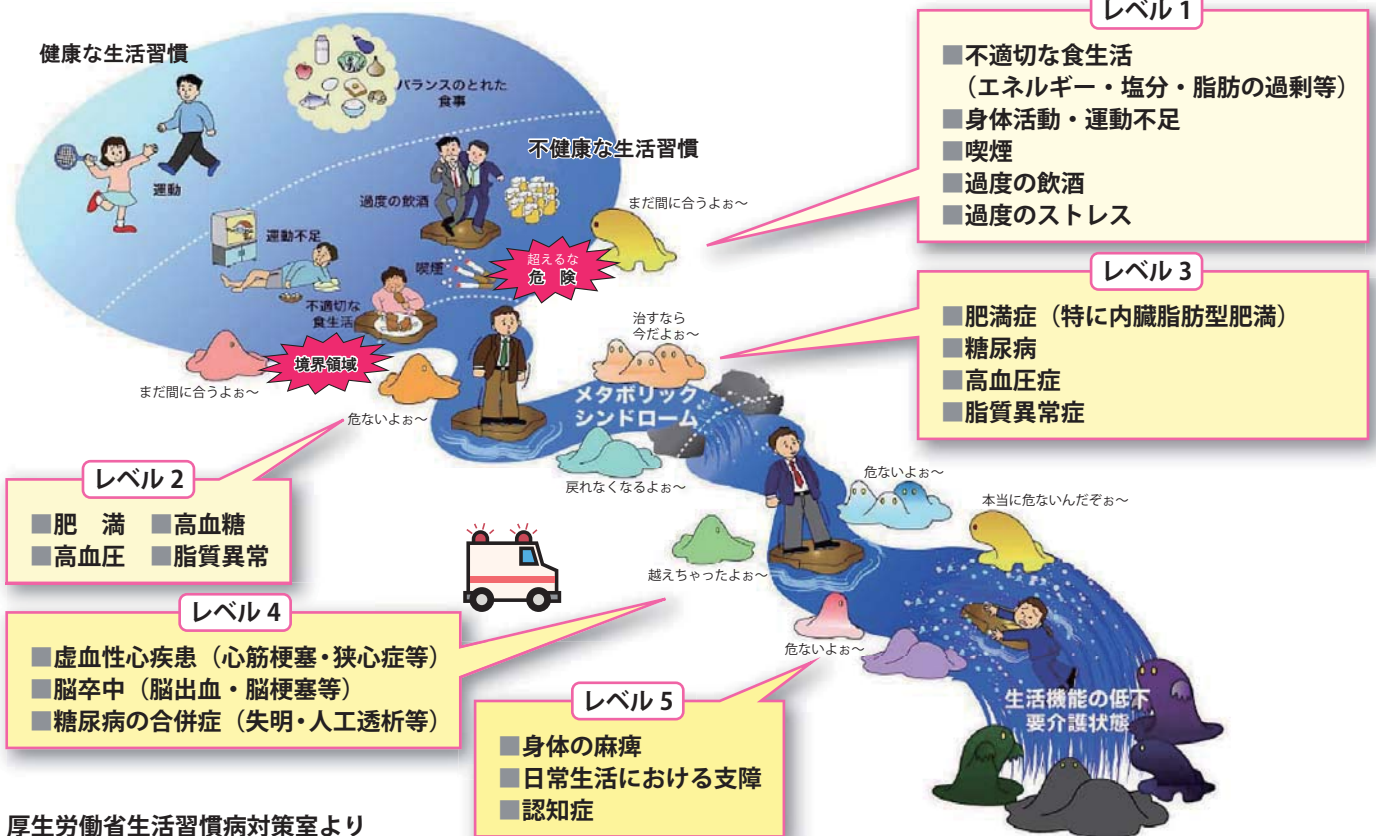 健康な生活習慣
バランスのとれた
食事
運動
不健康な生活習慣
過度の飲酒
まだ間に合うよぉ～
運動不足
喫煙
超えるな
危　険
不適切な
食生活
境界領域
まだ間に合うよぉ～
危ないよぉ～
治すなら
今だよぉ～
メタボリック
シンドローム
戻れなくなるよぉ～
危ないよぉ～
本当に危ないんだぞぉ～
越えちゃったよぉ～
危ないよぉ～
生活機能の低下
要介護状態
レベル 1
■不適切な食生活
（エネルギー・塩分・脂肪の過剰等）
■身体活動・運動不足
■喫煙
■過度の飲酒
■過度のストレス
レベル 2
■肥　満　■高血糖
■高血圧　■脂質異常
レベル 3
■肥満症（特に内臓脂肪型肥満）
■糖尿病
■高血圧症
■脂質異常症
レベル 4
■虚血性心疾患（心筋梗塞・狭心症等）
■脳卒中（脳出血・脳梗塞等）
■糖尿病の合併症（失明・人工透析等）
レベル 5
■身体の麻痺
■日常生活における支障
■認知症
厚生労働省生活習慣病対策室より